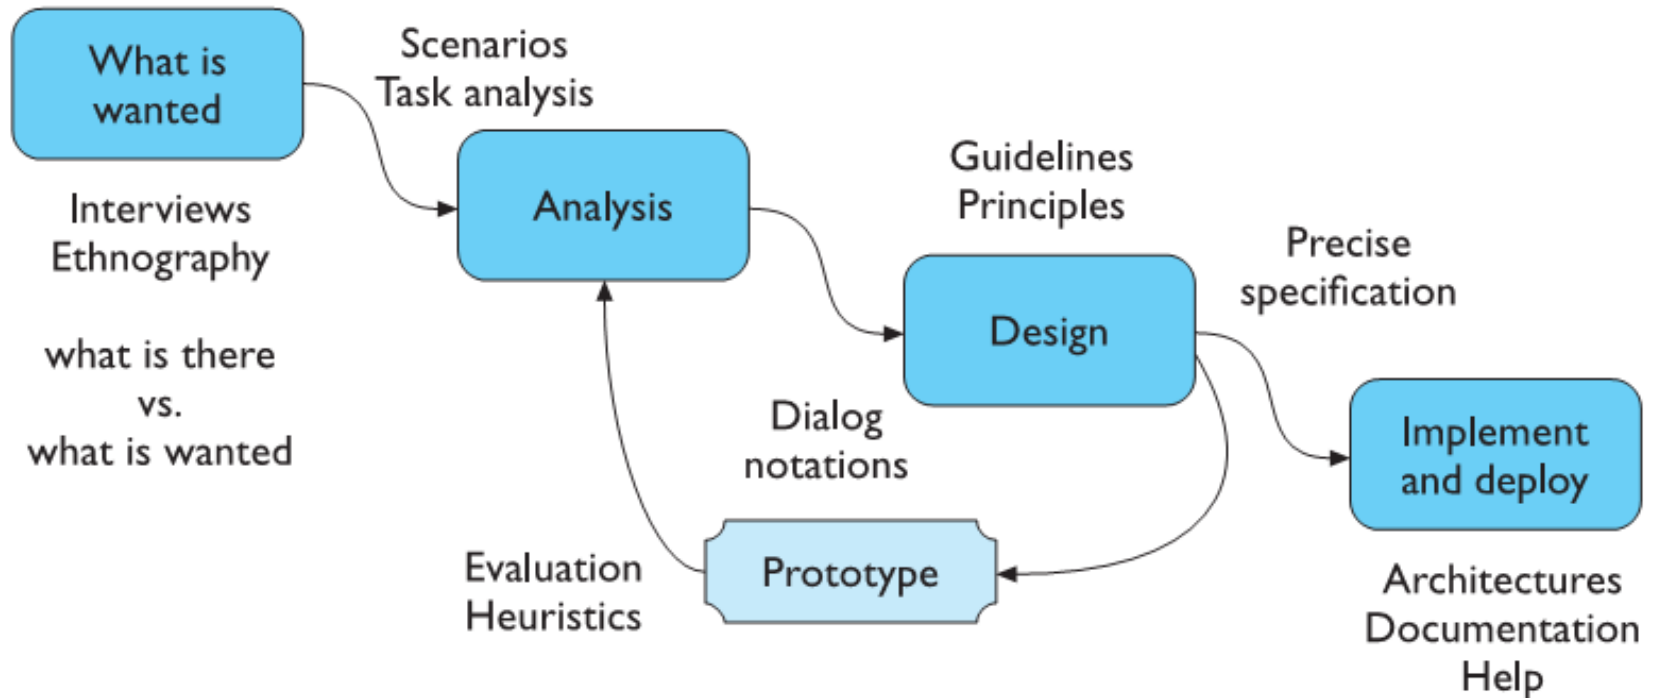 What is
wanted
Scenarios
Task analysis
Interviews
Ethnography
what is there
vs.
what is wanted
Analysis
Guidelines
Principles
Design
Precise
specification
Dialog
notations
Evaluation
Heuristics
Prototype
Implement
and deploy
Architectures
Documentation
Help